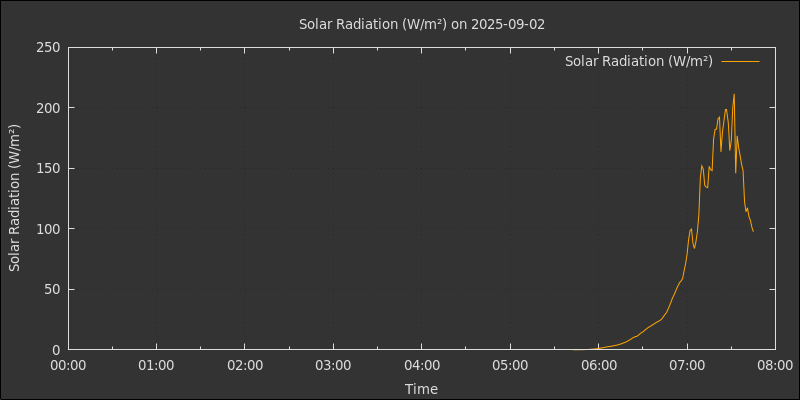 Solar Radiation (W/m²) on 2025-09-02
Solar Radiation (W/m²)
Solar Radiation (W/m²)
250
200
150
100
50
0
00:00 01:00 02:00 03:00 04:00 05:00 06:00 07:00 08:00
Time